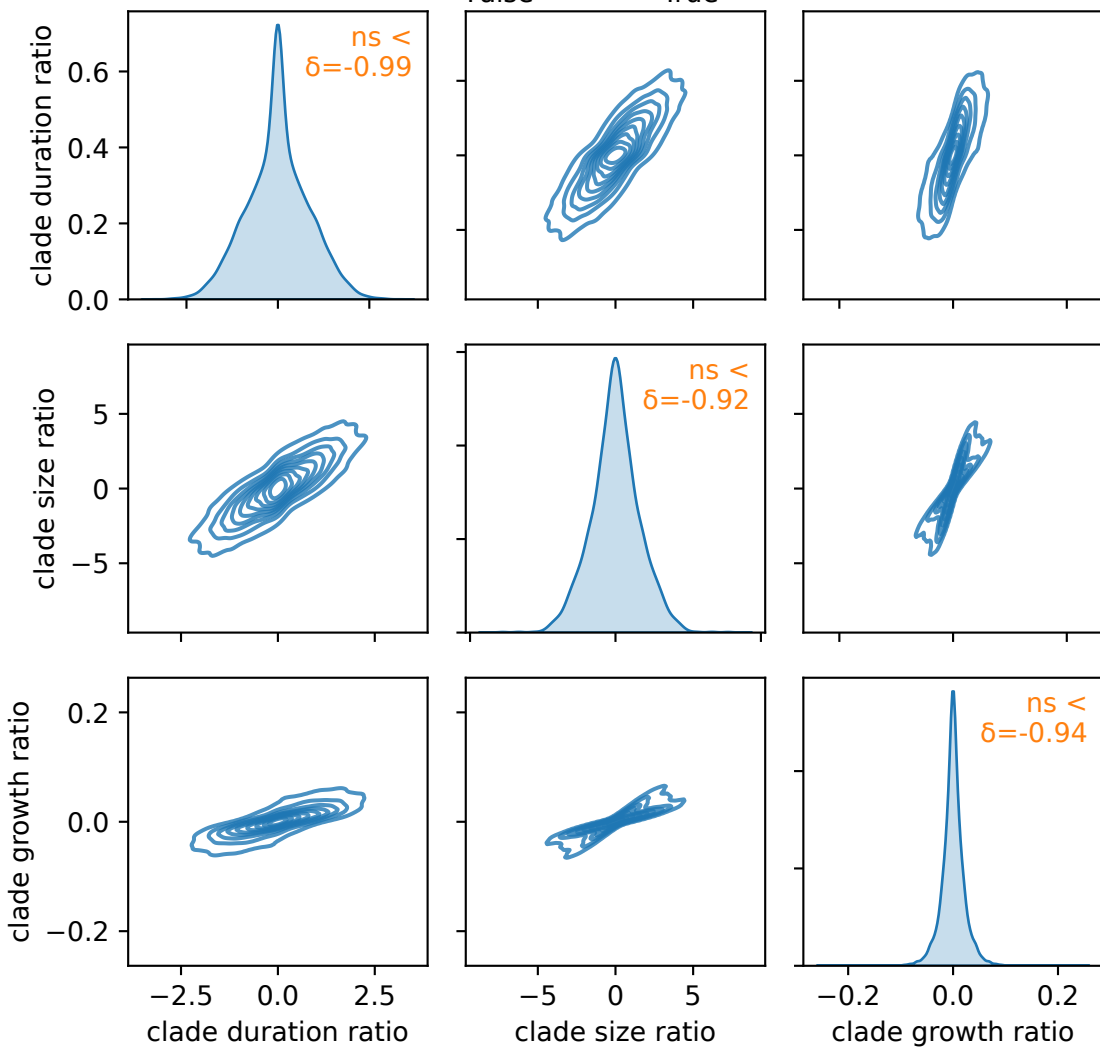 clade duration ratio
0.6
0.4
0.2
0.0
ns <
δ=-0.99
clade size ratio
5
0
−5
ns <
δ=-0.92
clade growth ratio
0.2
0.0
−0.2
ns <
δ=-0.94
−2.5 0.0 2.5
−5 0 5
−0.2 0.0 0.2
clade duration ratio
clade size ratio
clade growth ratio